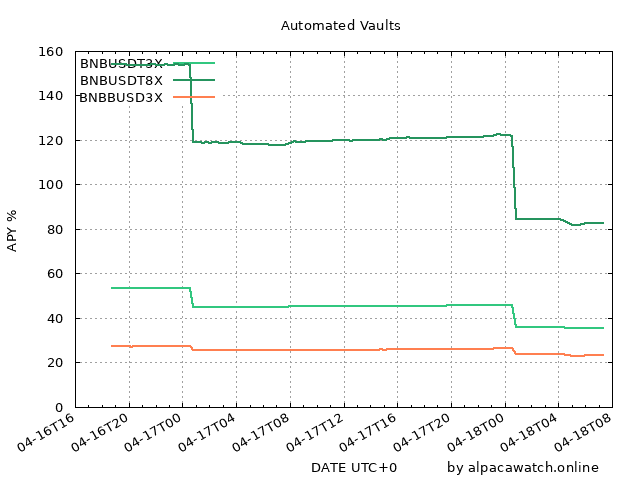 Automated Vaults
APY %
160
140
120
100
80
60
40
20
0
BNBUSDT3X
BNBUSDT8X
BNBBUSD3X
04-16T16
04-16T20
04-17T00
04-17T04
04-17T08
04-17T12
04-17T16
04-17T20
04-18T00
04-18T04
04-18T08
DATE UTC+0
by alpacawatch.online